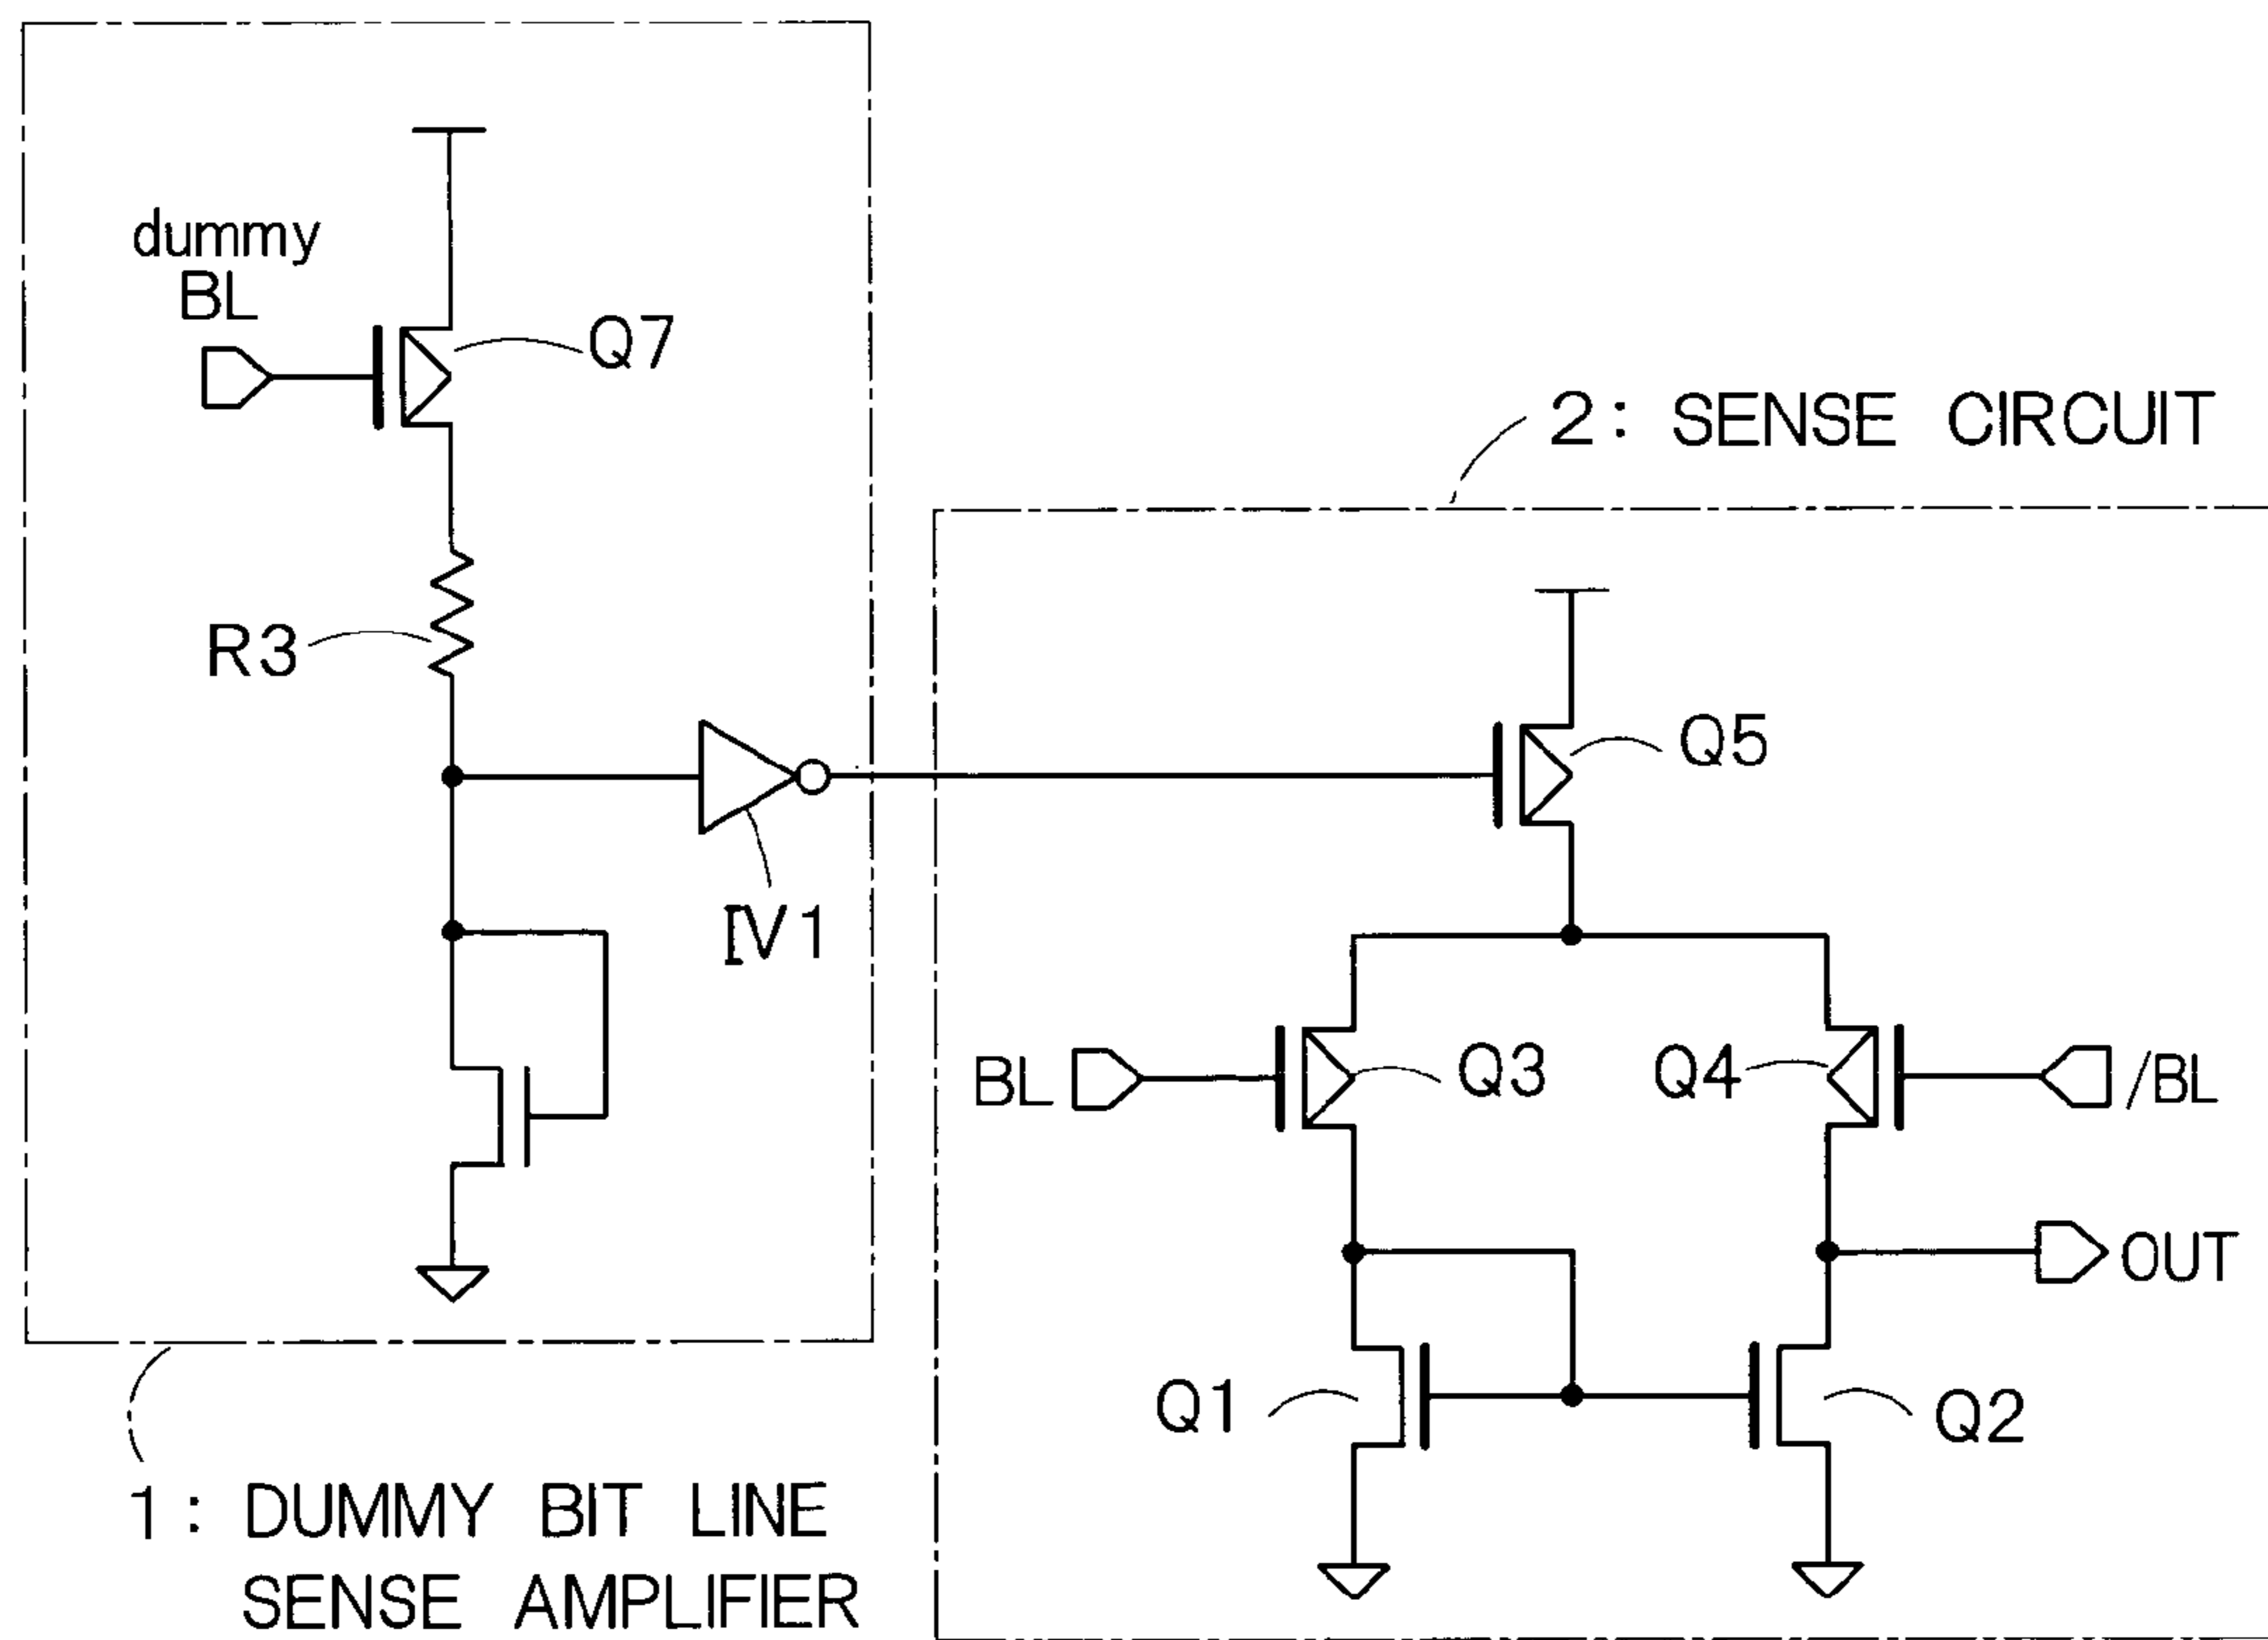 dummy
BL
Q7
R3
IV1
2: SENSE CIRCUIT
Q5
BL
Q3
Q4
/BL
OUT
Q1
Q2
1: DUMMY BIT LINE
SENSE AMPLIFIER